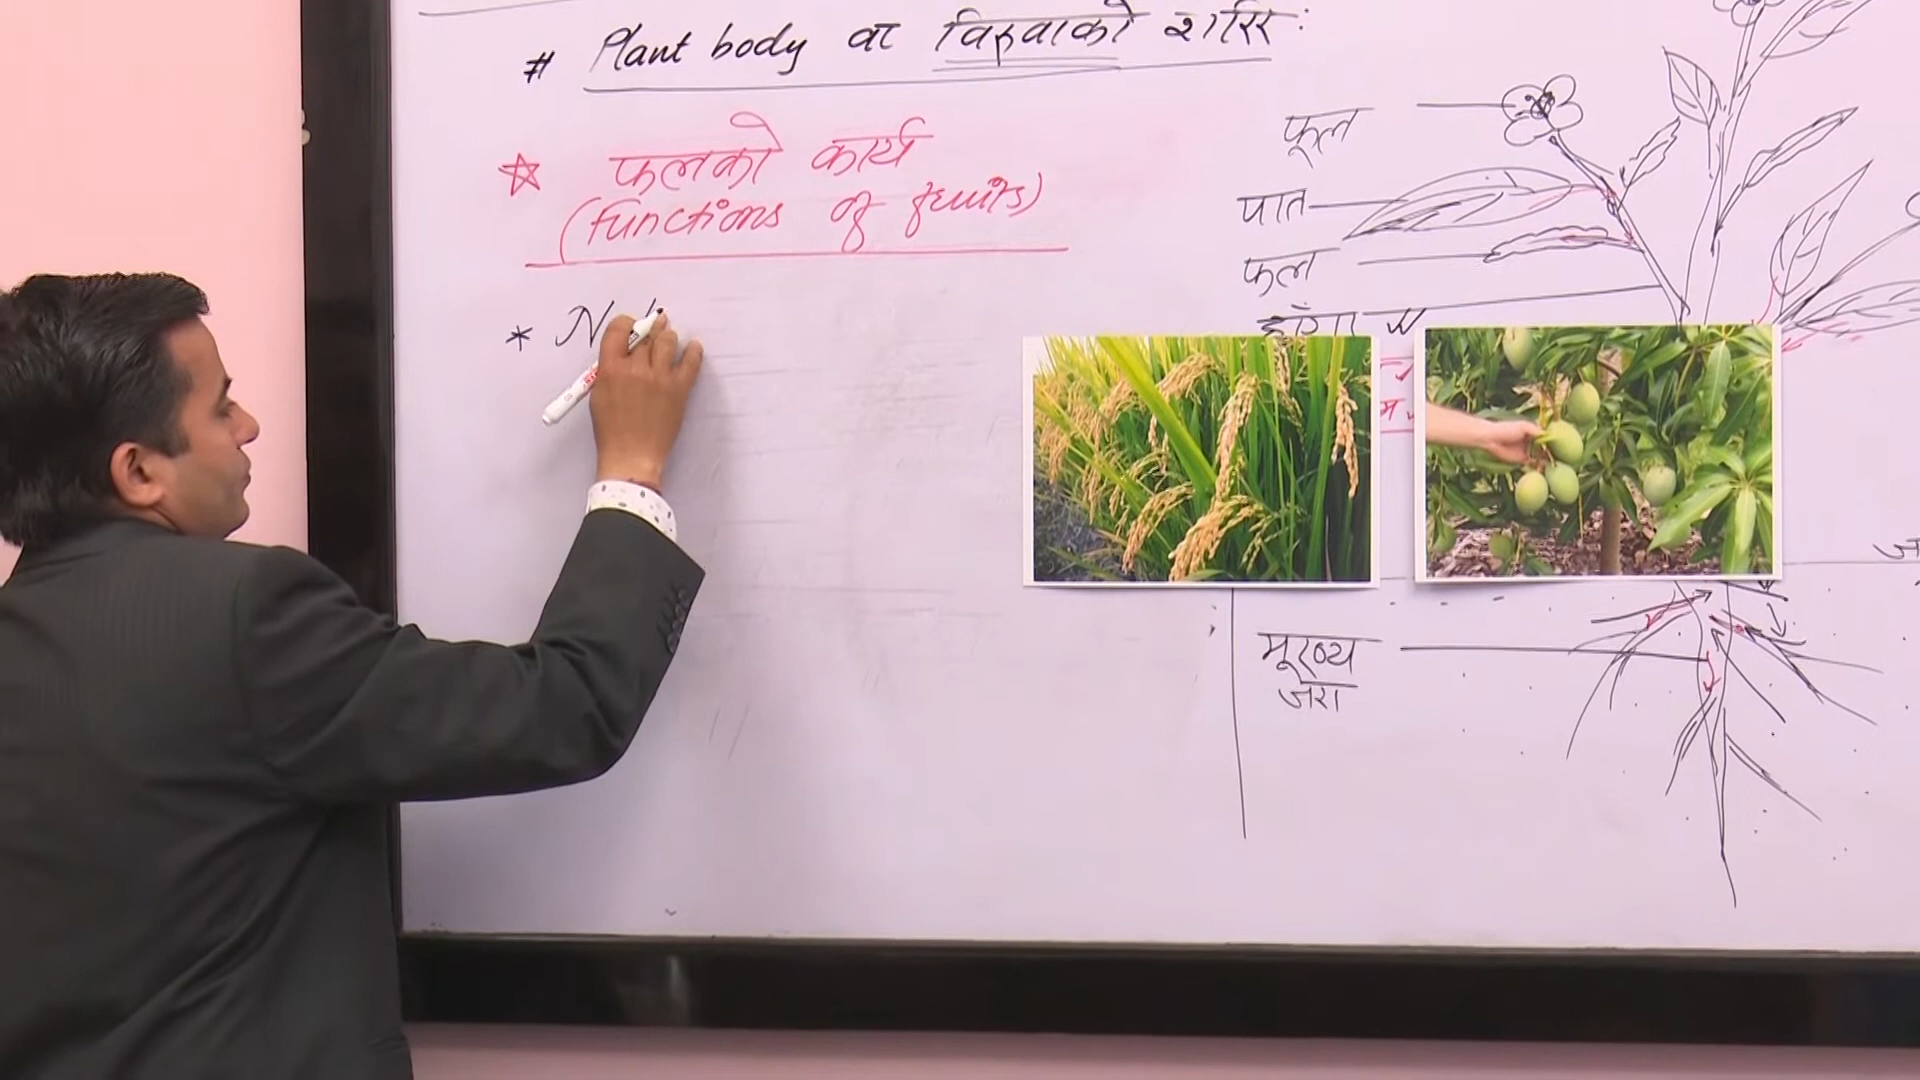 # Plant body वा विरुवाको शरिर :
☆ फलको कार्य
(functions of fruits)
* N
फूल
पात
फल
हाँगा
मूख्य
जरा